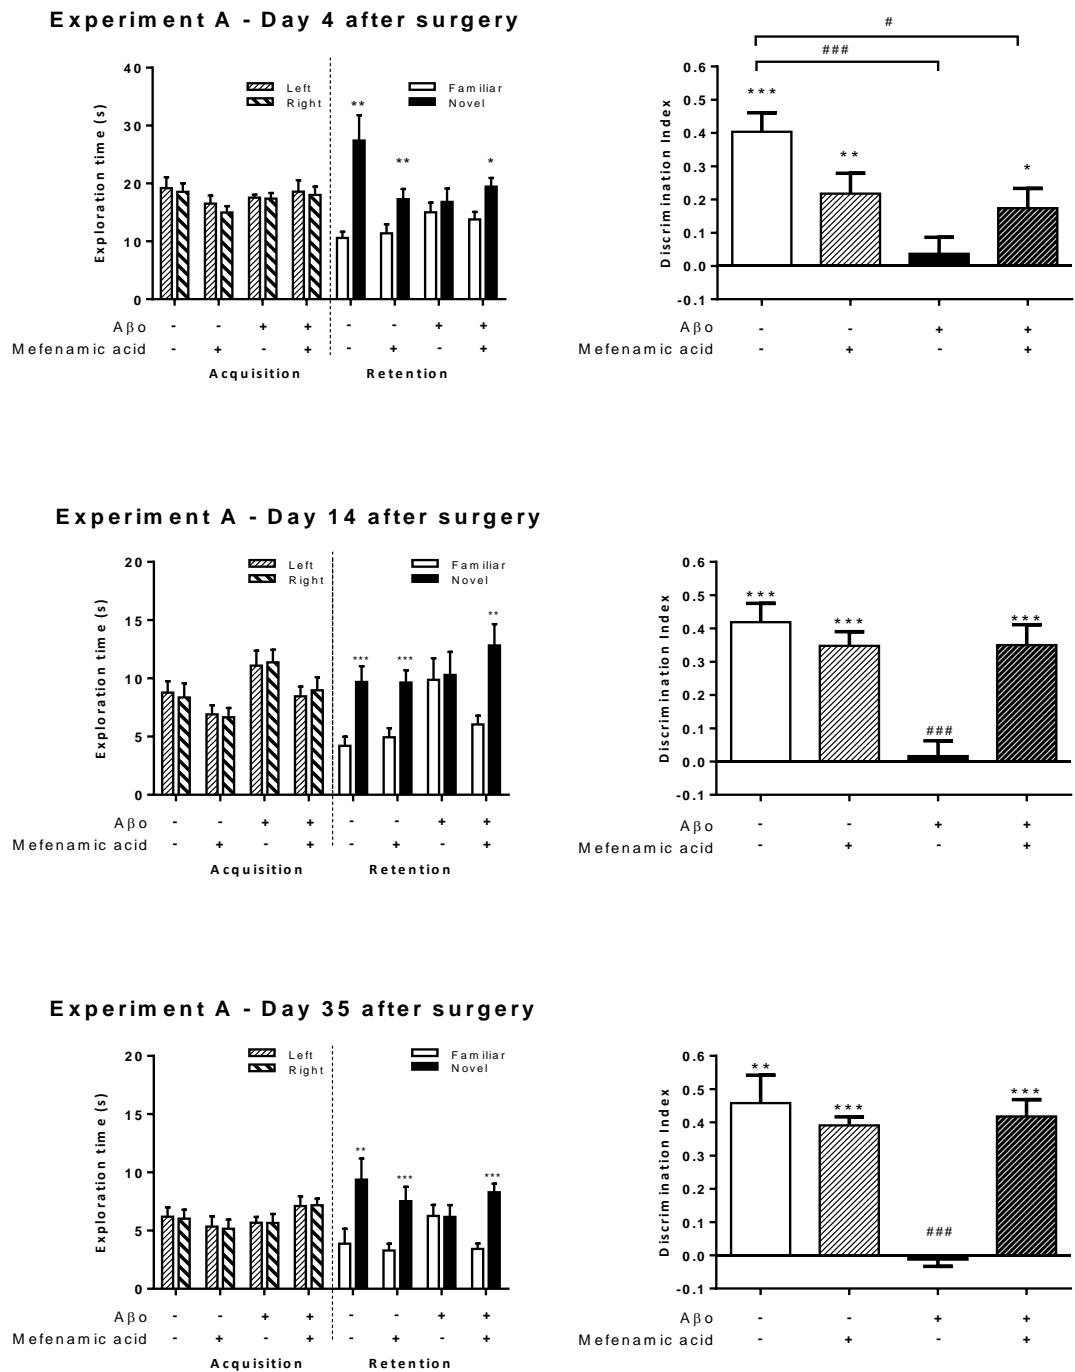 Experiment A - Day 4 after surgery
#
###
40
30
20
10
0
Exploration time (s)
Left
Right
Familiar
Novel
** ** *
Aβo - - + + - - + +
Mefenamic acid - + - + - + - +
Acquisition Retention
0.6
0.5
0.4
0.3
0.2
0.1
0.0
-0.1
Discrimination Index
*** ** *
- - + +
- + - +
Aβo
Mefenamic acid
Experiment A - Day 14 after surgery
20
15
10
5
0
Exploration time (s)
Left
Right
Familiar
Novel
*** *** **
Aβo - - + + - - + +
Mefenamic acid - + - + - + - +
Acquisition Retention
0.6
0.5
0.4
0.3
0.2
0.1
0.0
-0.1
Discrimination Index
*** *** ### ***
Aβo - - + +
Mefenamic acid - + - +
Experiment A - Day 35 after surgery
20
15
10
5
0
Exploration time (s)
Left
Right
Familiar
Novel
** *** ***
Aβo - - + + - - + +
Mefenamic acid - + - + - + - +
Acquisition Retention
0.6
0.5
0.4
0.3
0.2
0.1
0.0
-0.1
Discrimination Index
** *** ### ***
Aβo - - + +
Mefenamic acid - + - +